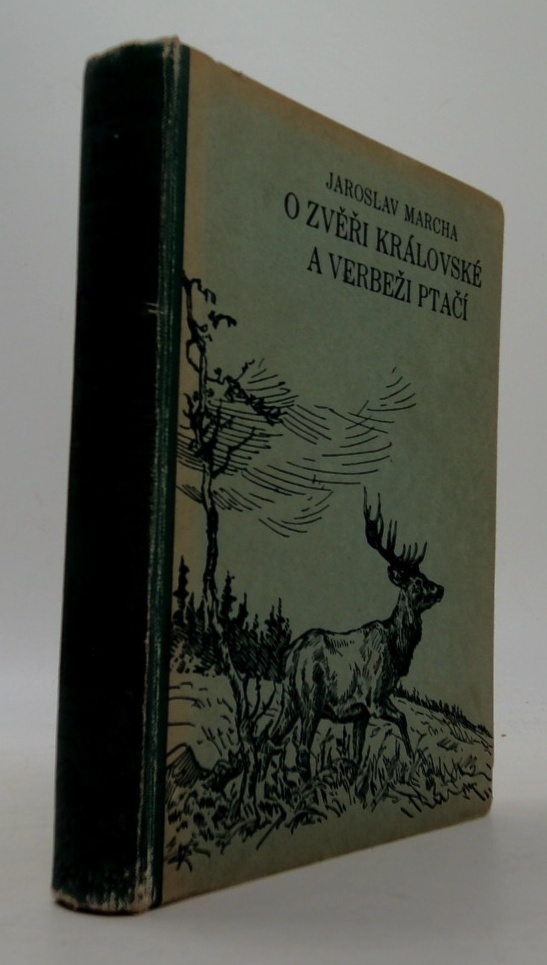 JAROSLAV MARCHA
O ZVĚŘI KRÁLOVSKÉ
A VERBEŽI PTAČÍ